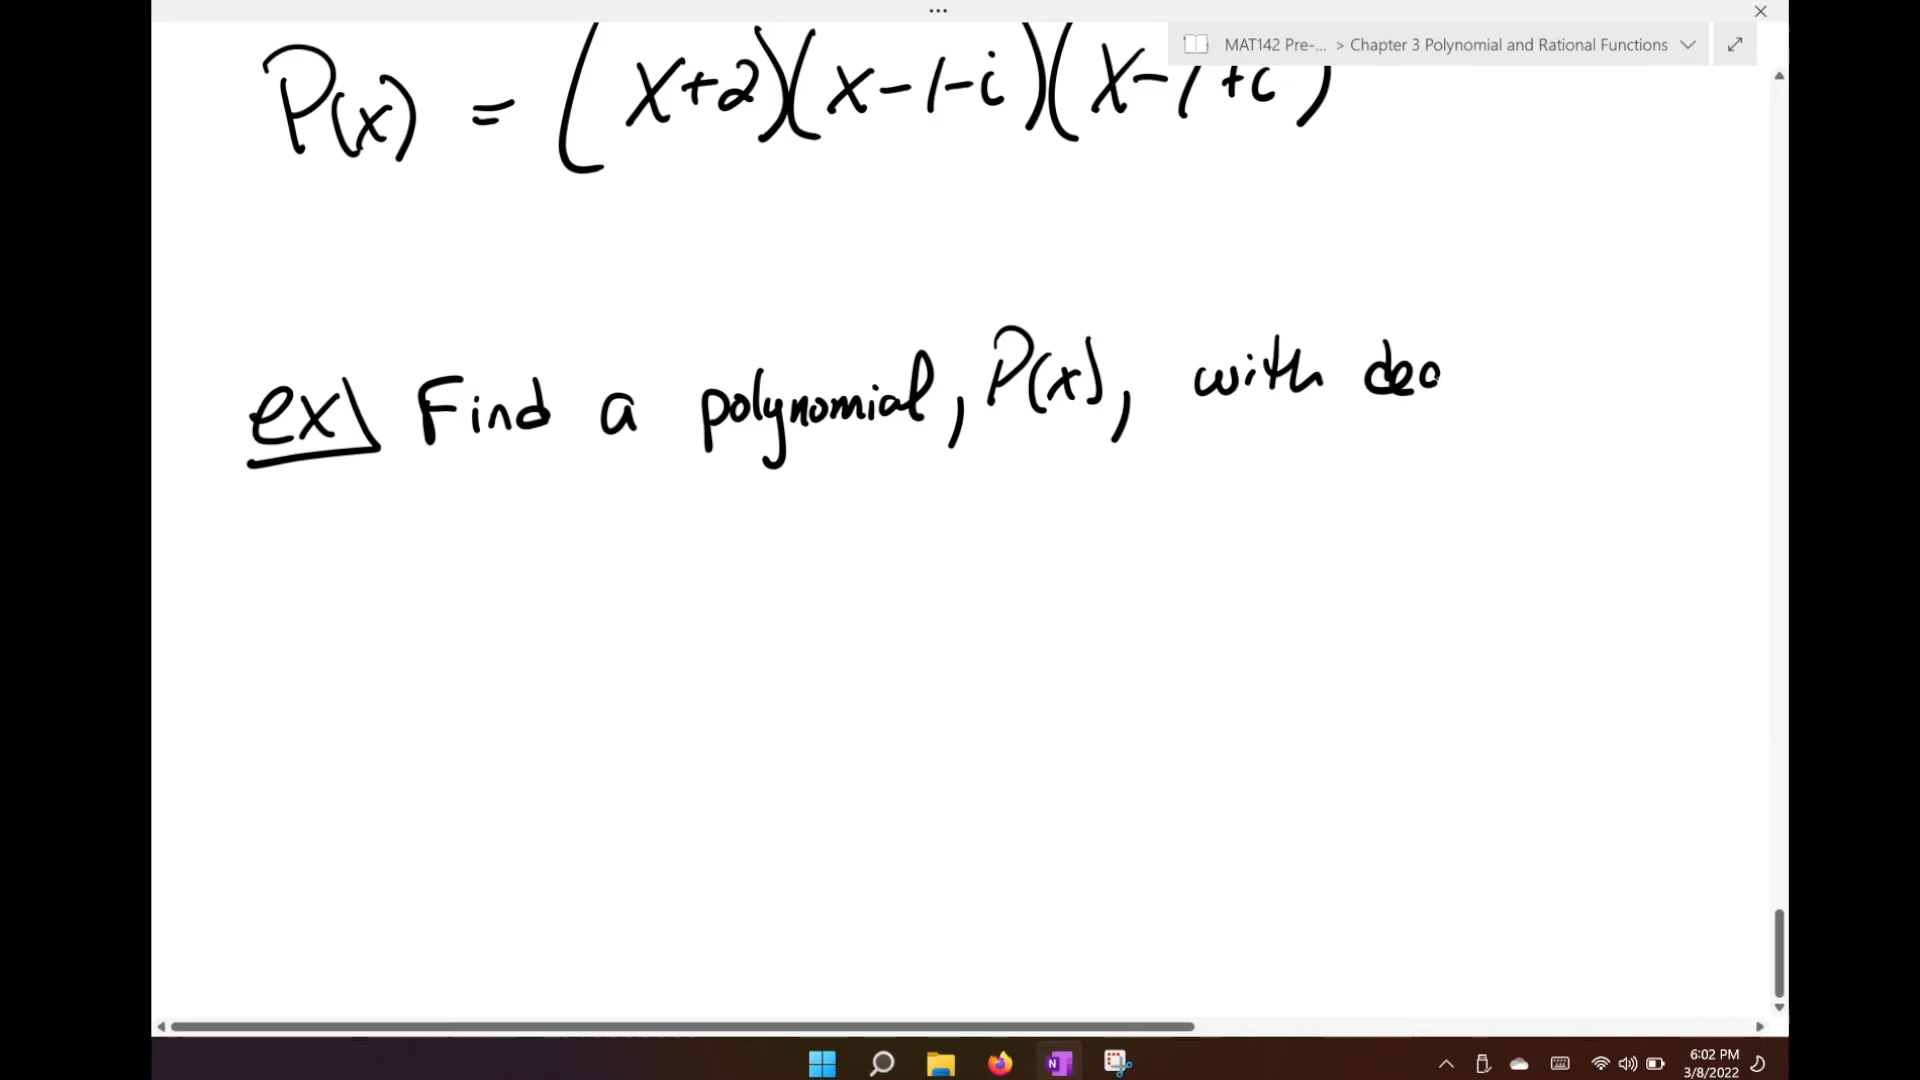 MAT142 Pre-... > Chapter 3 Polynomial and Rational Functions
P(x) = (x+2)(x-1-i)(x-1+i)
ex) Find a polynomial, P(x), with deg
6:02 PM
3/8/2022